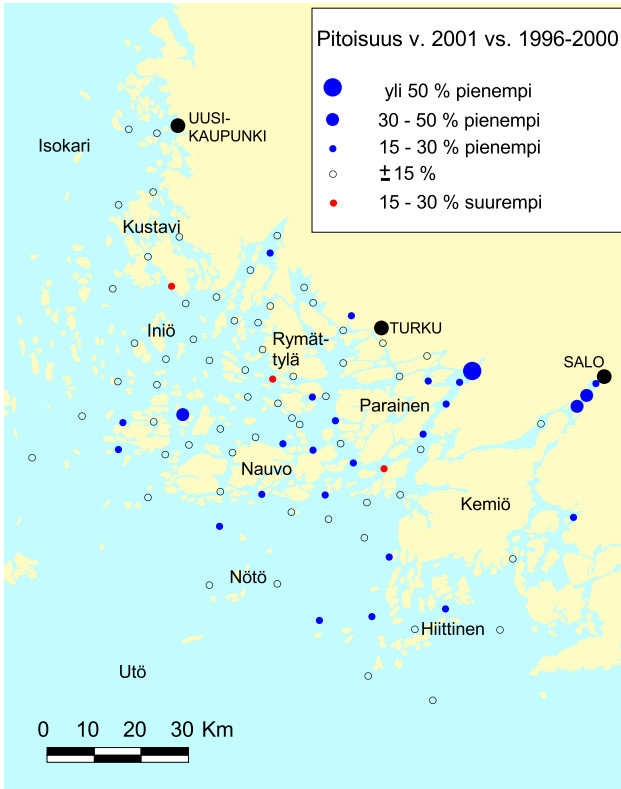 Pitoisuus v. 2001 vs. 1996-2000
yli 50 % pienempi
30 - 50 % pienempi
15 - 30 % pienempi
±15 %
15 - 30 % suurempi
UUSI-
KAUPUNKI
Isokari
Kustavi
Iniö
Rymät-
tylä
TURKU
SALO
Parainen
Nauvo
Kemiö
Nötö
Hiittinen
Utö
0 10 20 30 Km